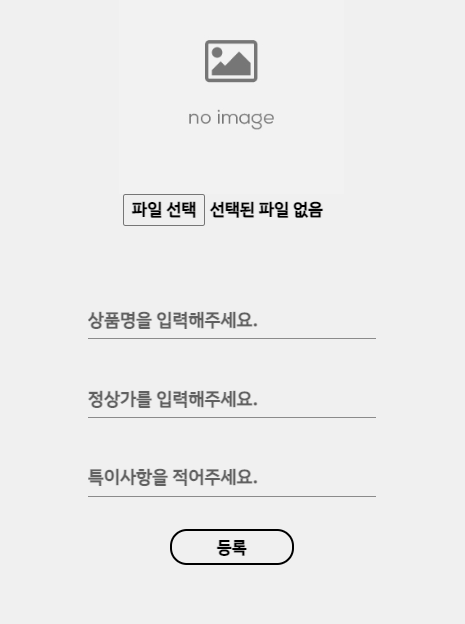 no image
파일 선택 선택된 파일 없음
상품명을 입력해주세요.
정상가를 입력해주세요.
특이사항을 적어주세요.
등록